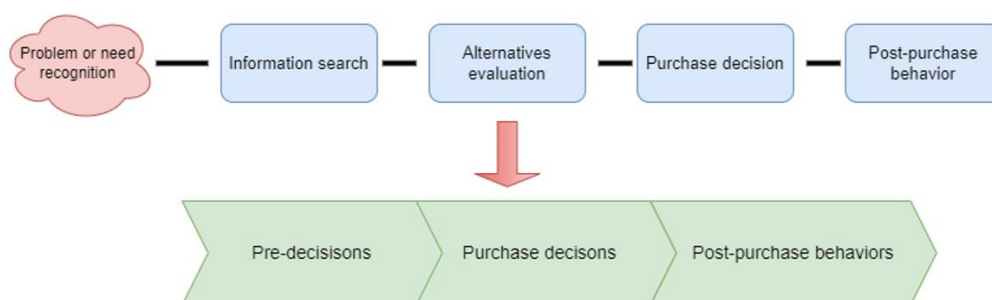 Problem or need
recognition
Information search
Alternatives
evaluation
Purchase decision
Post-purchase
behavior
Pre-decisisons
Purchase decisons
Post-purchase behaviors